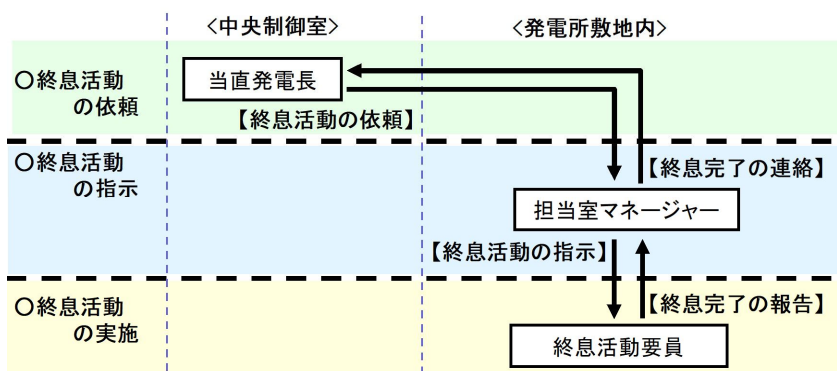 <中央制御室>
<発電所敷地内>
〇終息活動
の依頼
当直発電長
【終息活動の依頼】
〇終息活動
の指示
【終息完了の連絡】
担当室マネージャー
【終息活動の指示】
〇終息活動
の実施
【終息完了の報告】
終息活動要員